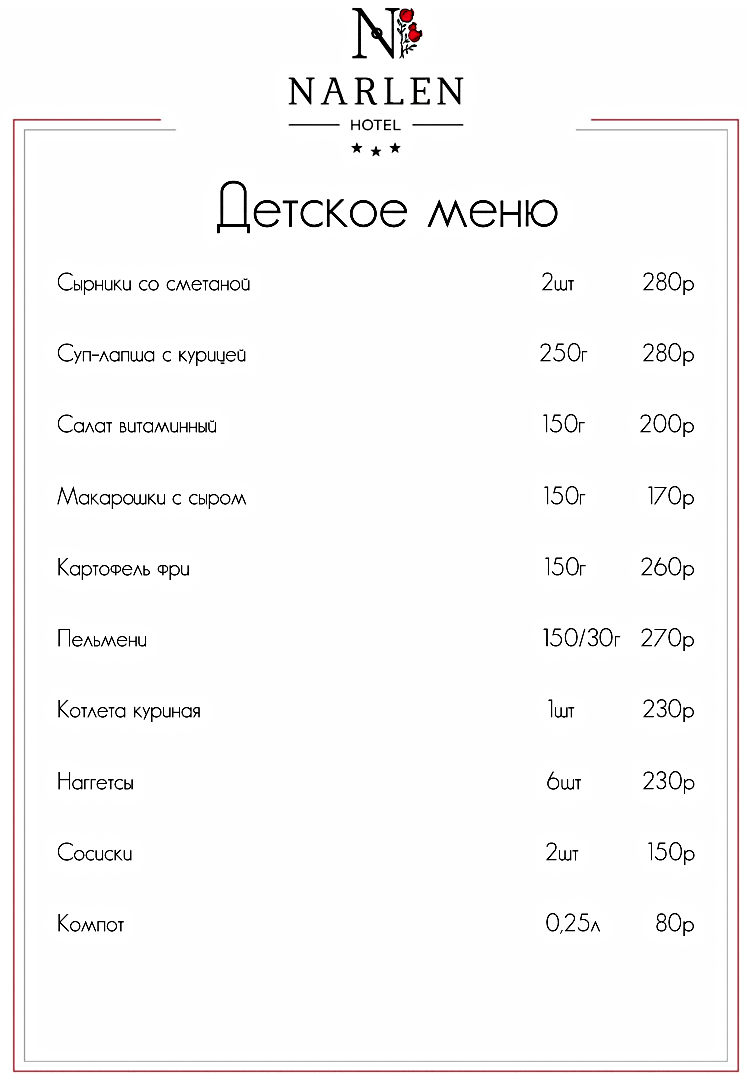 NARLEN
HOTEL
Детское меню
Сырники со сметаной 2шт 280р
Суп-лапша с курицей 250г 280р
Салат витаминный 150г 200р
Макарошки с сыром 150г 170р
Картофель фри 150г 260р
Пельмени 150/30г 270р
Котлета куриная 1шт 230р
Наггетсы 6шт 230р
Сосиски 2шт 150р
Компот 0,25л 80р